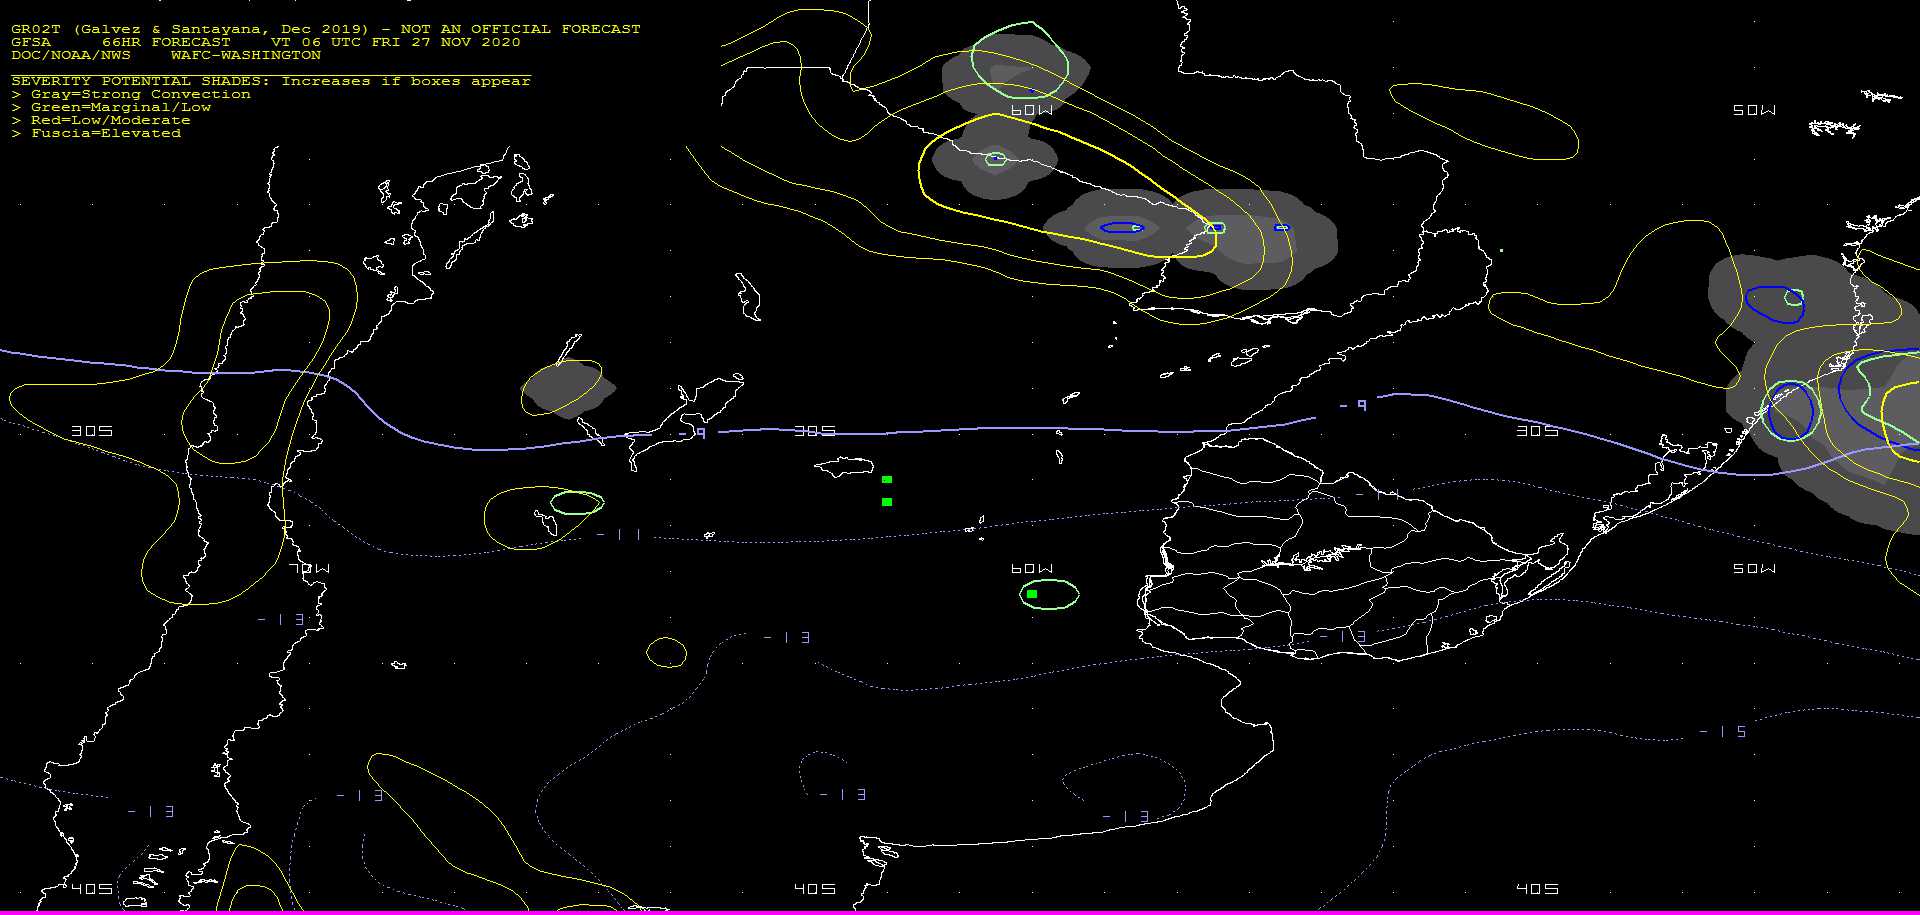 GR02T (Galvez & Santayana, Dec 2019) - NOT AN OFFICIAL FORECAST
GFSA 66HR FORECAST VT 06 UTC FRI 27 NOV 2020
DOC/NOAA/NWS WAFC-WASHINGTON
SEVERITY POTENTIAL SHADES: Increases if boxes appear
> Gray=Strong Convection
> Green=Marginal/Low
> Red=Low/Moderate
> Fuscia=Elevated
60W
50W
-9
30S
-9
30S
30S
-11
-11
70W
60W
50W
-13
-13
-13
-15
-13
-13
-13
-13
40S
40S
40S